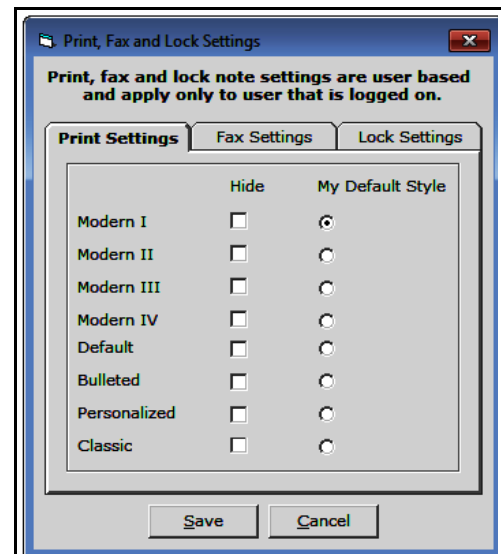 Print, Fax and Lock Settings
Print, fax and lock note settings are user based
and apply only to user that is logged on.
Print Settings Fax Settings Lock Settings
Hide My Default Style
Modern I
Modern II
Modern III
Modern IV
Default
Bulleted
Personalized
Classic
Save Cancel